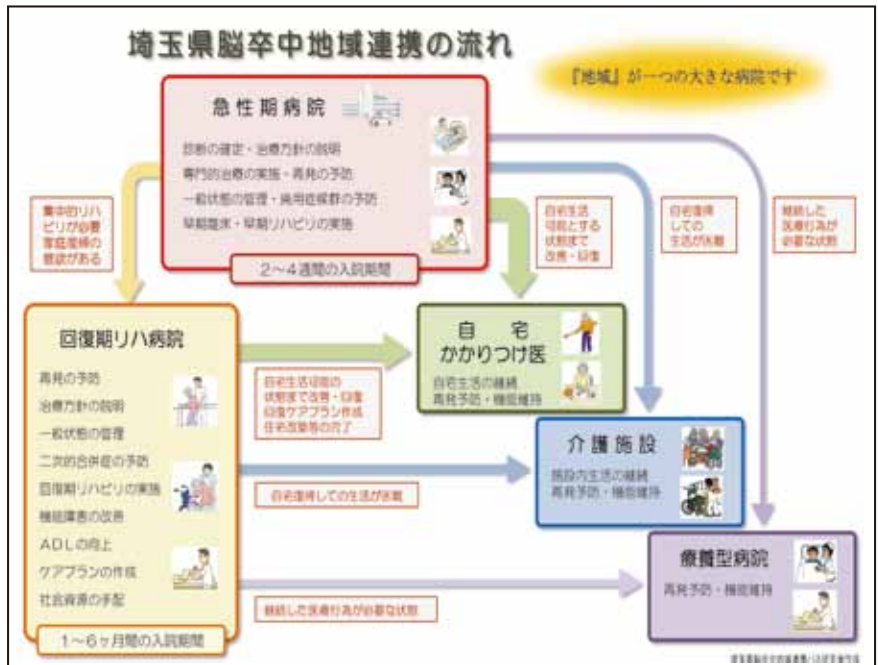 埼玉県脳卒中地域連携の流れ
『地域』が一つの大きな病院です
急性期病院
診断の確定・治療方針の説明
専門的治療の実施・再発の予防
一般状態の管理・廃用症候群の予防
早期離床・早期リハビリの実施
2～4週間の入院期間
集中的リハ
ビリが必要
家庭復帰の
意欲がある
自宅生活
可能とする
状態まで
改善・回復
自宅復帰
しての
生活が困難
継続した
医療行為が
必要な状態
回復期リハ病院
再発の予防
治療方針の説明
一般状態の管理
二次的合併症の予防
回復期リハビリの実施
機能障害の改善
ADLの向上
ケアプランの作成
社会資源の手配
1～6ヶ月間の入院期間
自宅生活可能の
状態まで改善・回復
回復ケアプラン作成
住宅改築等の完了
自宅
かかりつけ医
自宅生活の継続
再発予防・機能維持
自宅復帰しての生活が困難
介護施設
施設内生活の継続
再発予防・機能維持
継続した医療行為が必要な状態
療養型病院
再発予防・機能維持